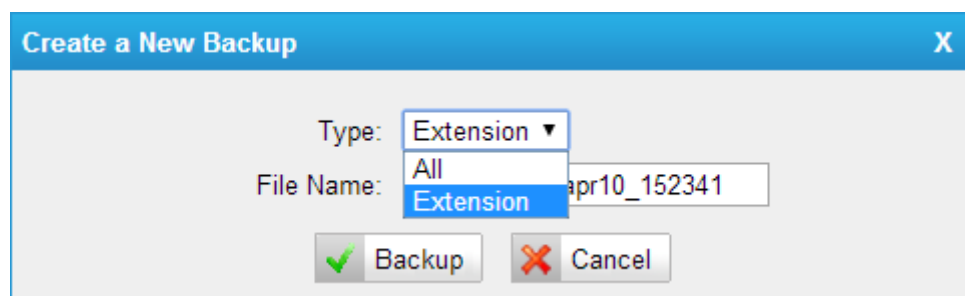 Create a New Backup X
Type: Extension
All
File Name: apr10_152341
Extension
Backup Cancel